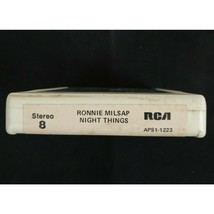 Stereo
8
RONNIE MILSAP
NIGHT THINGS
RCA
APS1-1223